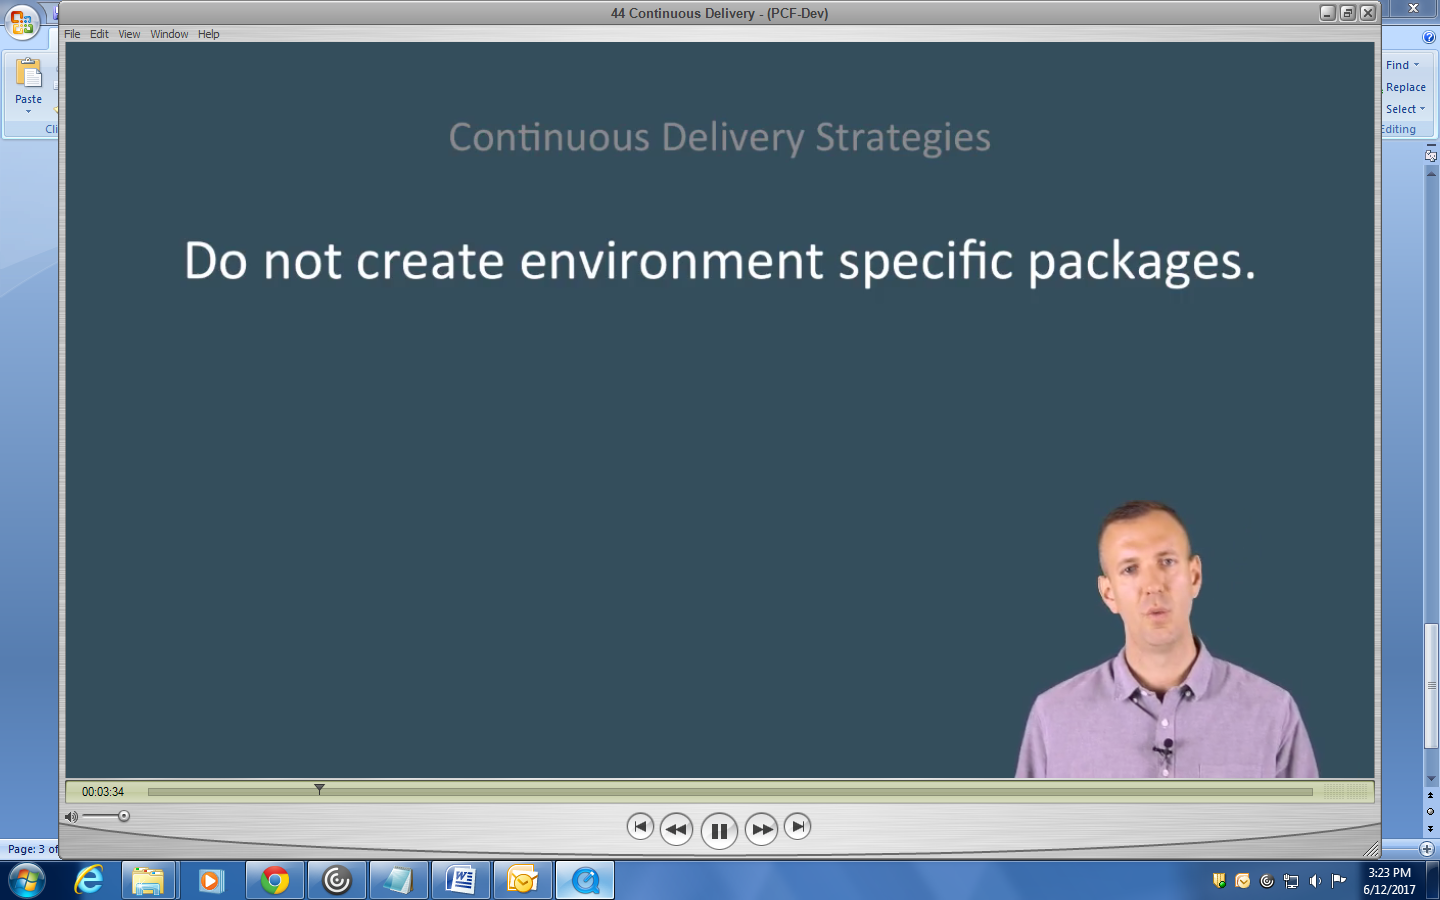 44 Continuous Delivery - (PCF-Dev)
File Edit View Window Help
Paste
Cli
Find
Replace
Select
Editing
Continuous Delivery Strategies
Do not create environment specific packages.
00:03:34
Page: 3 of
3:23 PM
6/12/2017